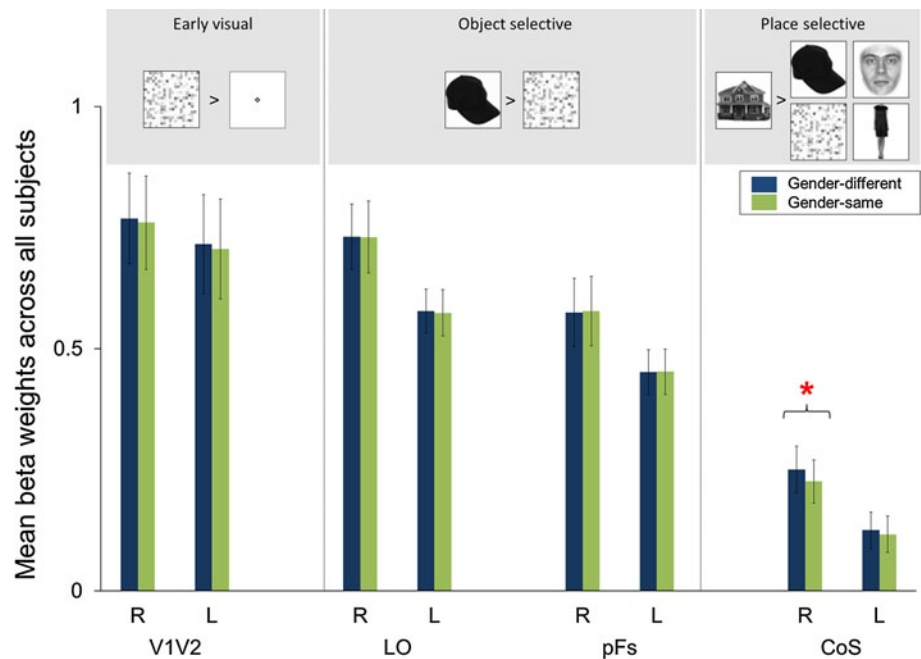 Early visual
Object selective
Place selective
>
>
>
Gender-different
Gender-same
Mean beta weights across all subjects
1
0.5
0
*
R L R L R L R L
V1V2 LO pFs CoS